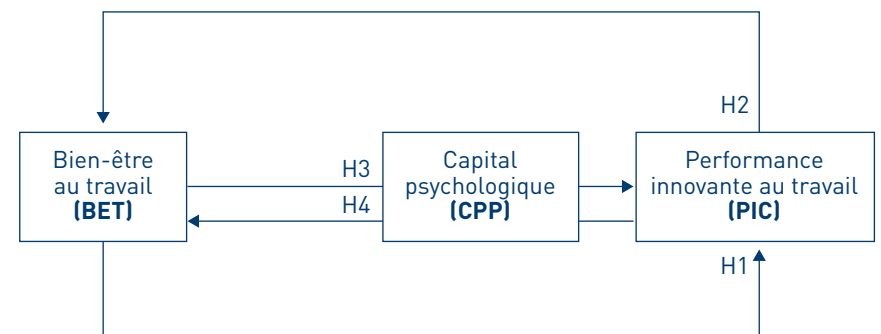 H2
Bien-être
au travail
(BET)
H3
H4
Capital
psychologique
(CPP)
Performance
innovante au travail
(PIC)
H1